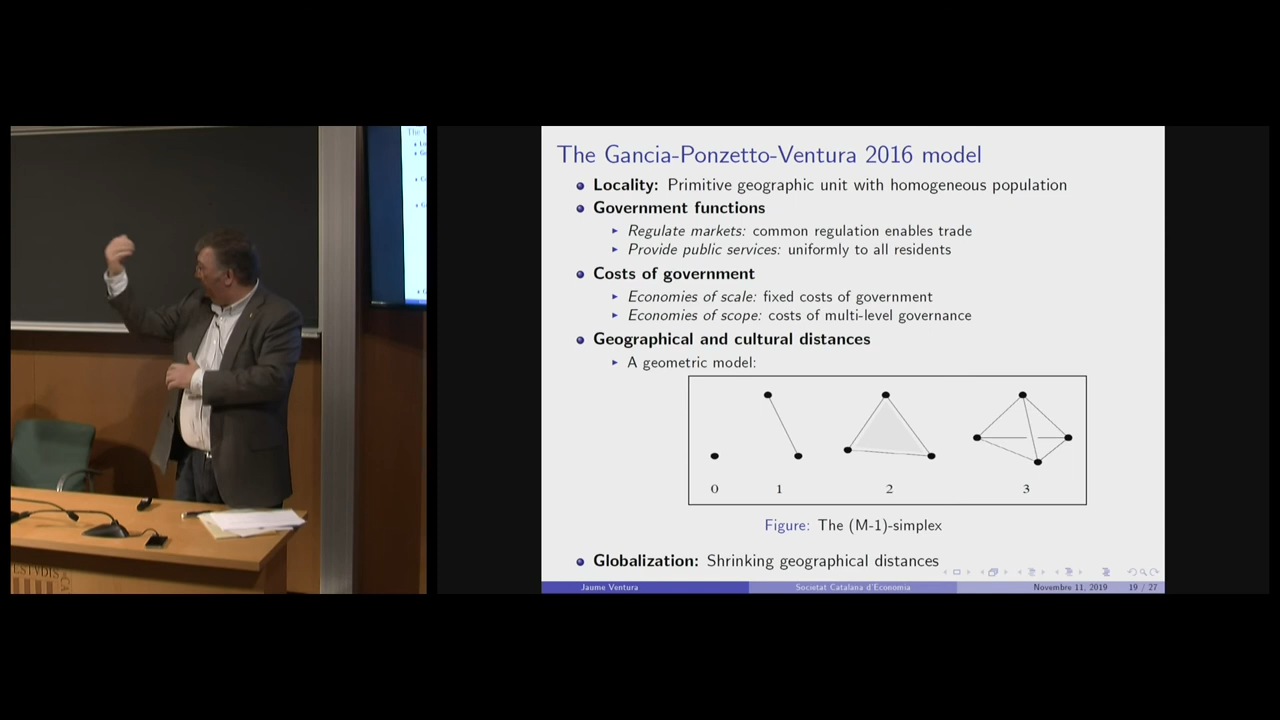 The Gancia-Ponzetto-Ventura 2016 model
Locality: Primitive geographic unit with homogeneous population
Government functions
Regulate markets: common regulation enables trade
Provide public services: uniformly to all residents
Costs of government
Economies of scale: fixed costs of government
Economies of scope: costs of multi-level governance
Geographical and cultural distances
A geometric model:
0 1 2 3
Figure: The (M-1)-simplex
Globalization: Shrinking geographical distances
Jaume Ventura Societat Catalana d'Economia Novembre 11, 2019 19 / 27